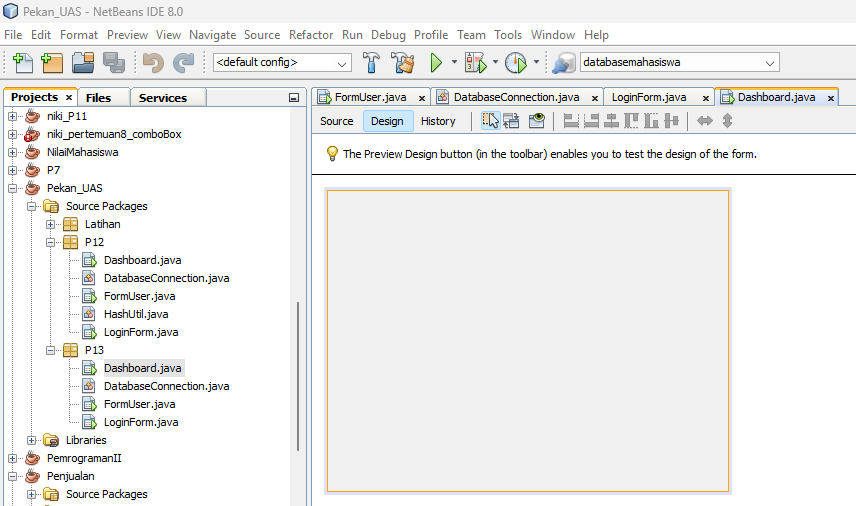 Pekan_UAS - NetBeans IDE 8.0
File Edit Format Preview View Navigate Source Refactor Run Debug Profile Team Tools Window Help
<default config> databasemahasiswa
Projects Files Services
FormUser.java DatabaseConnection.java LoginForm.java Dashboard.java
Source Design History
The Preview Design button (in the toolbar) enables you to test the design of the form.
niki_P11
niki_pertemuan8_comboBox
NilaiMahasiswa
P7
Pekan_UAS
Source Packages
Latihan
P12
Dashboard.java
DatabaseConnection.java
FormUser.java
HashUtil.java
LoginForm.java
P13
Dashboard.java
DatabaseConnection.java
FormUser.java
LoginForm.java
Libraries
PemrogramanII
Penjualan
Source Packages